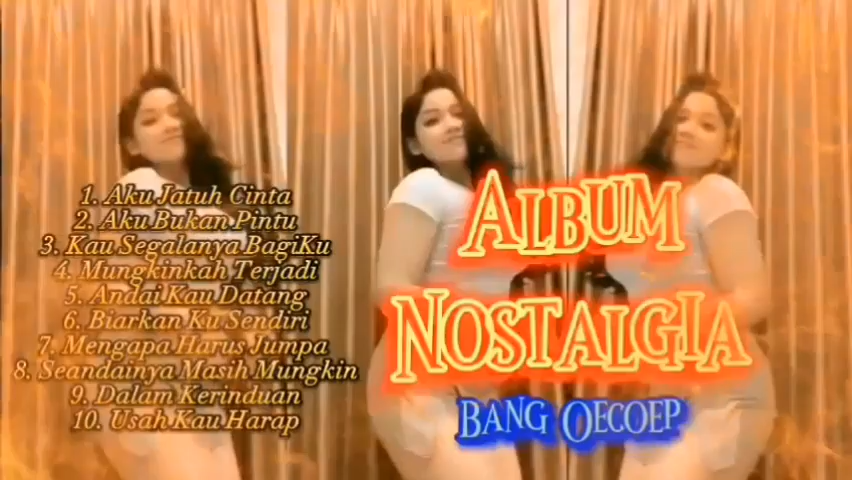 1. Aku Jatuh Cinta
2. Aku Bukan Pintu
3. Kau Segalanya BagiKu
4. Mungkinkah Terjadi
5. Andai Kau Datang
6. Biarkan Ku Sendiri
7. Mengapa Harus Jumpa
8. Seandainya Masih Mungkin
9. Dalam Kerinduan
10. Usah Kau Harap
Album
Nostalgia
Bang Oecoep